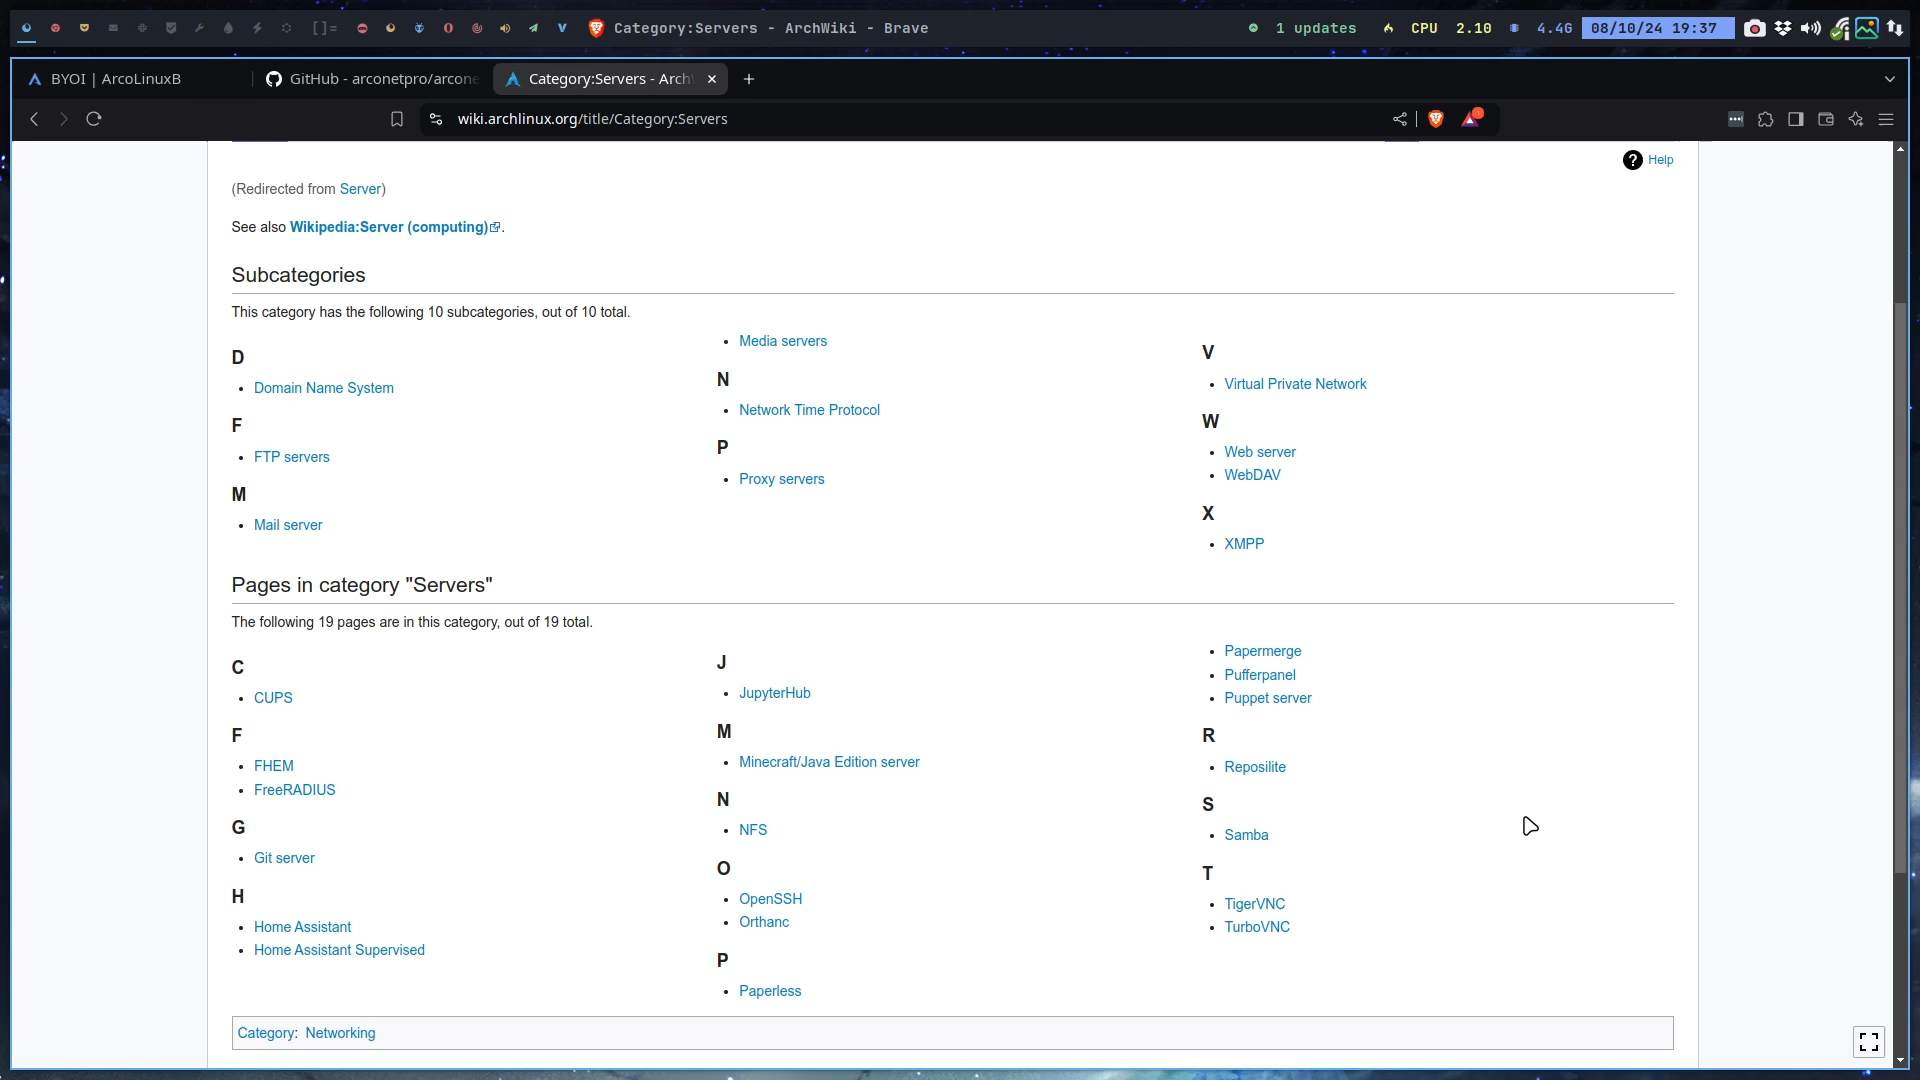 []=
Category:Servers - ArchWiki - Brave
1 updates
CPU 2.10
4.4G
08/10/24 19:37
BYOI | ArcoLinuxB
GitHub - arconetpro/arcone
Category:Servers - Arch
wiki.archlinux.org/title/Category:Servers
Help
(Redirected from Server)
See also Wikipedia:Server (computing).
Subcategories
This category has the following 10 subcategories, out of 10 total.
D
Domain Name System
F
FTP servers
M
Mail server
Media servers
N
Network Time Protocol
P
Proxy servers
V
Virtual Private Network
W
Web server
WebDAV
X
XMPP
Pages in category "Servers"
The following 19 pages are in this category, out of 19 total.
C
CUPS
F
FHEM
FreeRADIUS
G
Git server
H
Home Assistant
Home Assistant Supervised
J
JupyterHub
M
Minecraft/Java Edition server
N
NFS
O
OpenSSH
Orthanc
P
Paperless
Papermerge
Pufferpanel
Puppet server
R
Reposilite
S
Samba
T
TigerVNC
TurboVNC
Category: Networking